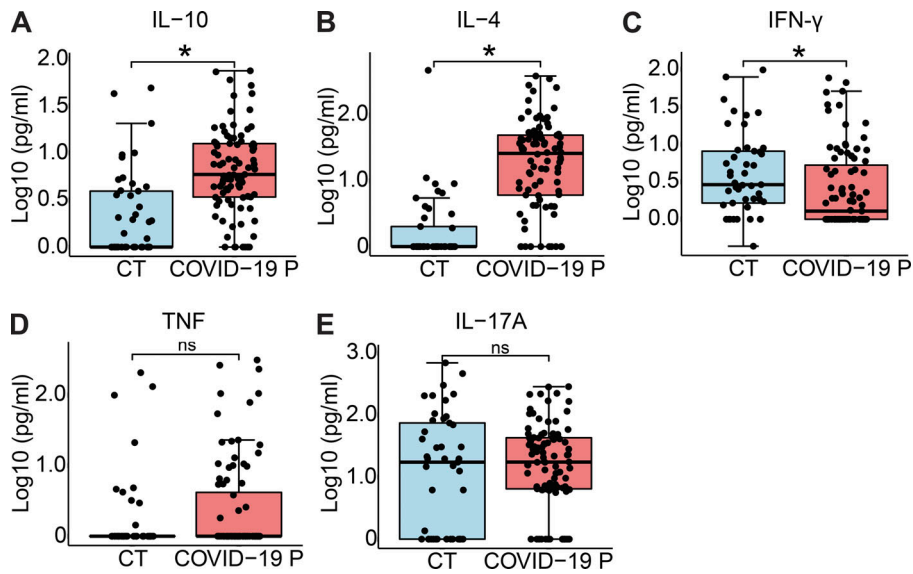 A
IL−10
*
Log10 (pg/ml)
2.0
1.5
1.0
0.5
0.0
CT
COVID−19 P
B
IL−4
*
Log10 (pg/ml)
2.0
1.0
0
CT
COVID−19 P
C
IFN-γ
*
Log10 (pg/ml)
2.0
1.5
1.0
0.5
0.0
CT
COVID−19 P
D
TNF
ns
Log10 (pg/ml)
2.0
1.0
0
CT
COVID−19 P
E
IL−17A
ns
Log10 (pg/ml)
3.0
2.0
1.0
0
CT
COVID−19 P